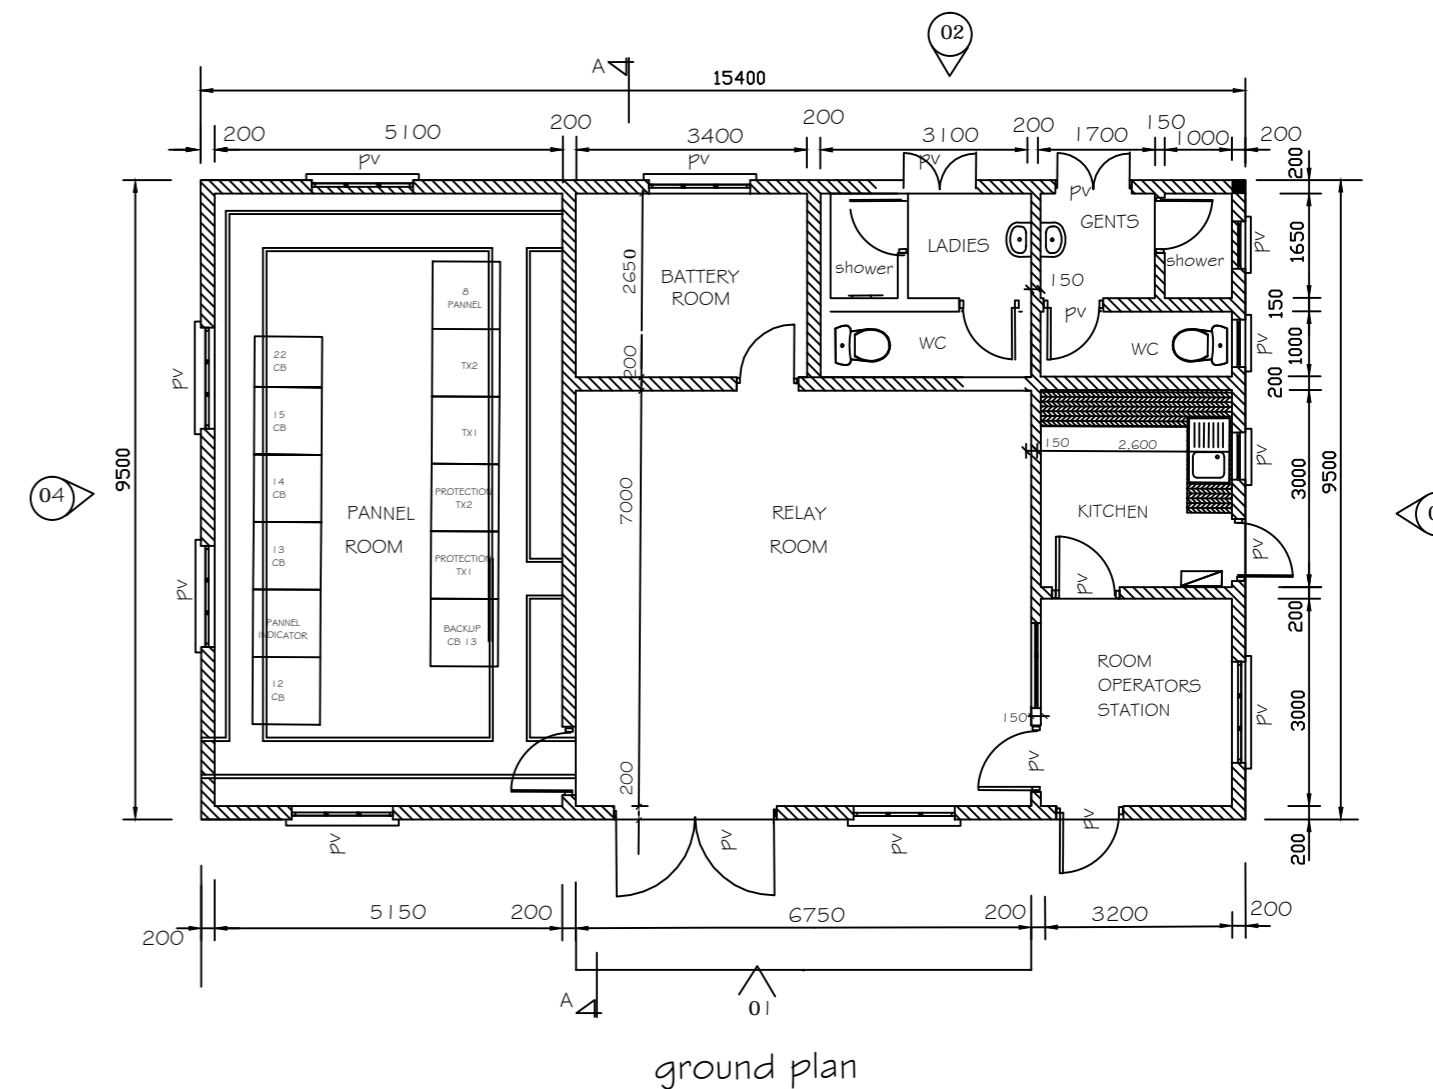 02
A
15400
200
5100
200
3400
200
3100
200
1700
150
1000
200
pv
pv
pv
pv
200
1650
150
1000
200
3000
200
3000
200
9500
9500
04
01
GENTS
LADIES
shower
shower
BATTERY
ROOM
2650
200
150
pv
pv
pv
WC
WC
8
PANNEL
TX2
TX1
PROTECTION
TX2
PROTECTION
TX1
BACKUP
CB 13
22
CB
15
CB
14
CB
13
CB
PANNEL
INDICATOR
12
CB
pv
pv
PANNEL
ROOM
7000
RELAY
ROOM
150
2,600
pv
KITCHEN
pv
pv
ROOM
OPERATORS
STATION
150
pv
pv
200
pv
pv
pv
pv
200
5150
200
6750
200
3200
200
A
ground plan